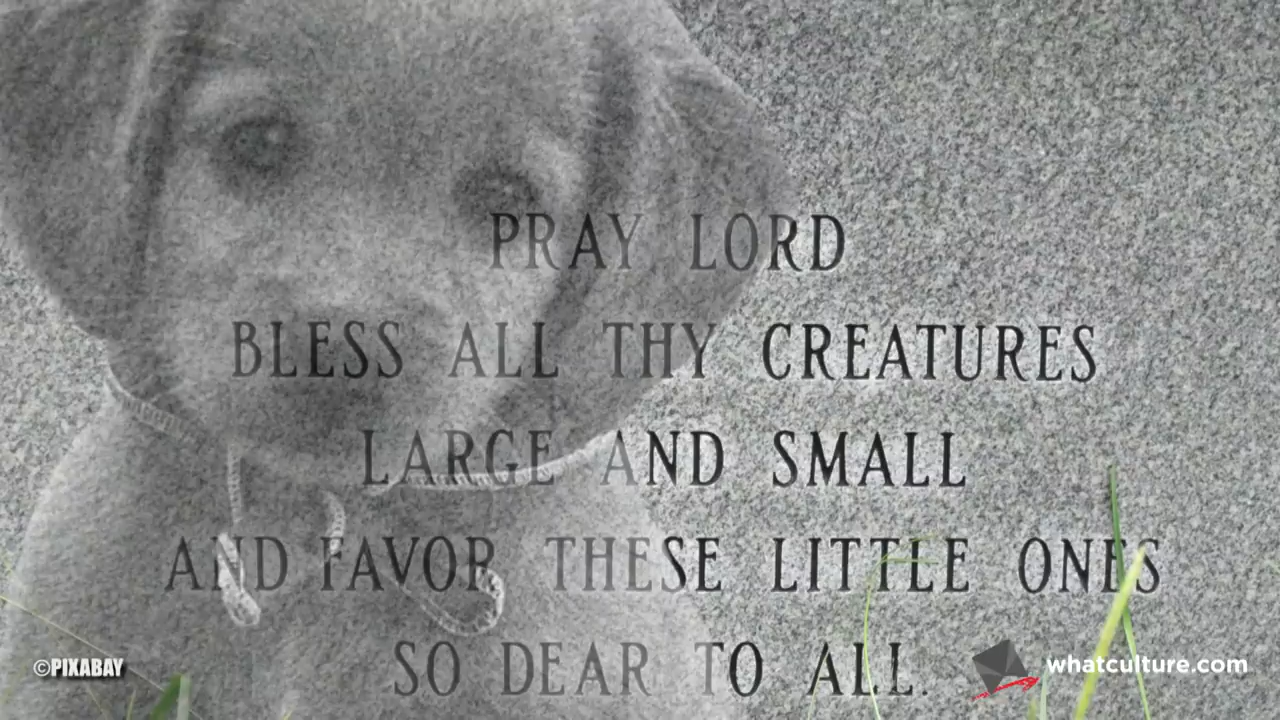 PRAY LORD
BLESS ALL THY CREATURES
LARGE AND SMALL
AND FAVOR THESE LITTLE ONES
SO DEAR TO ALL.
©PIXABAY
whatculture.com